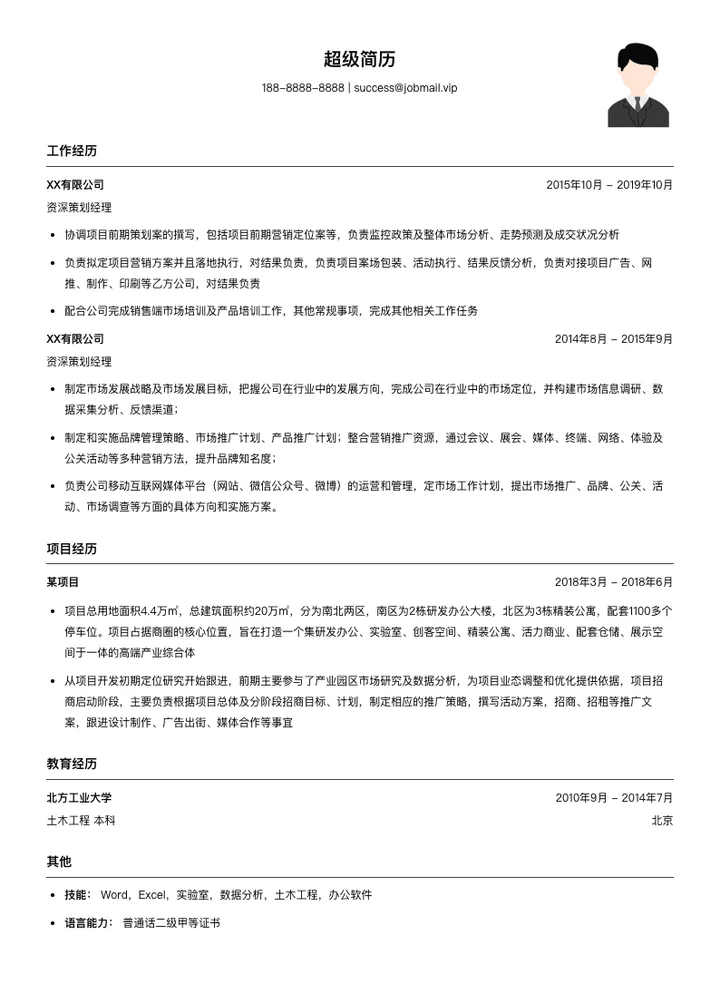 超级简历
188-8888-8888 | success@jobmail.vip
工作经历
XX有限公司 2015年10月 – 2019年10月
资深策划经理
• 协调项目前期策划案的撰写，包括项目前期营销定位案等，负责监控政策及整体市场分析、走势预测及成交状况分析
• 负责拟定项目营销方案并且落地执行，对结果负责，负责项目案场包装、活动执行、结果反馈分析，负责对接项目广告、网
推、制作、印刷等乙方公司，对结果负责
• 配合公司完成销售端市场培训及产品培训工作，其他常规事项，完成其他相关工作任务
XX有限公司 2014年8月 – 2015年9月
资深策划经理
• 制定市场发展战略及市场发展目标，把握公司在行业中的发展方向，完成公司在行业中的市场定位，并构建市场信息调研、数
据采集分析、反馈渠道；
• 制定和实施品牌管理策略、市场推广计划、产品推广计划；整合营销推广资源，通过会议、展会、媒体、终端、网络、体验及
公关活动等多种营销方法，提升品牌知名度；
• 负责公司移动互联网媒体平台（网站、微信公众号、微博）的运营和管理，定市场工作计划，提出市场推广、品牌、公关、活
动、市场调查等方面的具体方向和实施方案。
项目经历
某项目 2018年3月 – 2018年6月
• 项目总用地面积4.4万㎡，总建筑面积约20万㎡，分为南北两区，南区为2栋研发办公大楼，北区为3栋精装公寓，配套1100多个
停车位。项目占据商圈的核心位置，旨在打造一个集研发办公、实验室、创客空间、精装公寓、活力商业、配套仓储、展示空
间于一体的高端产业综合体
• 从项目开发初期定位研究开始跟进，前期主要参与了产业园区市场研究及数据分析，为项目业态调整和优化提供依据，项目招
商启动阶段，主要负责根据项目总体及分阶段招商目标、计划，制定相应的推广策略，撰写活动方案，招商、招租等推广文
案，跟进设计制作、广告出街、媒体合作等事宜
教育经历
北方工业大学 2010年9月 – 2014年7月
土木工程 本科 北京
其他
• 技能： Word，Excel，实验室，数据分析，土木工程，办公软件
• 语言能力： 普通话二级甲等证书